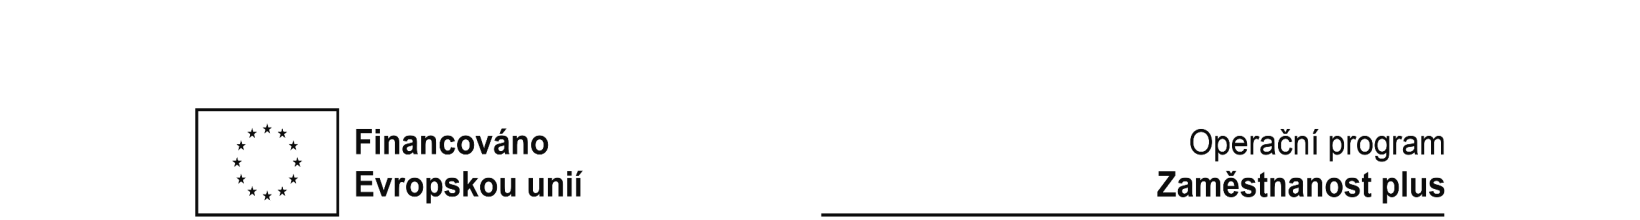 Financováno
Evropskou unií
Operační program
Zaměstnanost plus